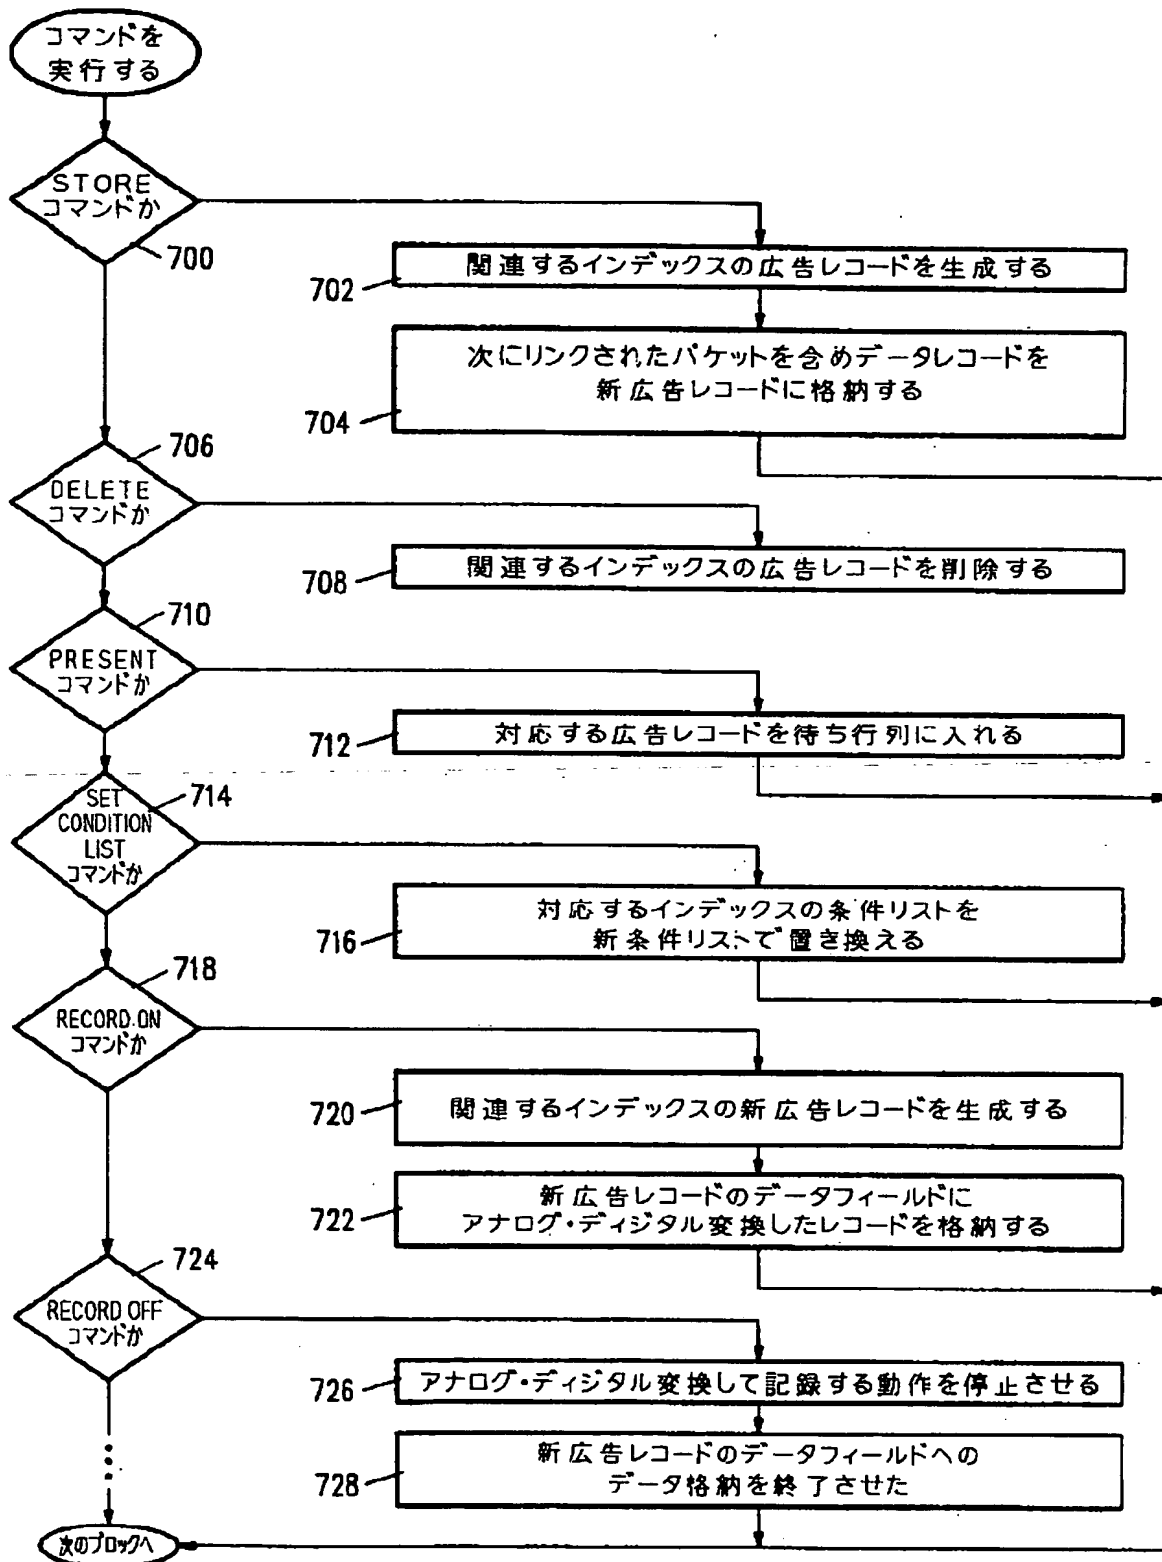 コマンドを
実行する
STORE
コマンドか
700
関連するインデックスの広告レコードを生成する
702
次にリンクされたパケットを含めデータレコードを
新広告レコードに格納する
704
706
DELETE
コマンドか
関連するインデックスの広告レコードを削除する
708
710
PRESENT
コマンドか
対応する広告レコードを待ち行列に入れる
712
714
SET
CONDITION
LIST
コマンドか
対応するインデックスの条件リストを
新条件リストで置き換える
716
718
RECORD ON
コマンドか
関連するインデックスの新広告レコードを生成する
720
新広告レコードのデータフィールドに
アナログ・ディジタル変換したレコードを格納する
722
724
RECORD OFF
コマンドか
アナログ・ディジタル変換して記録する動作を停止させる
726
新広告レコードのデータフィールドへの
データ格納を終了させた
728
次のブロックへ